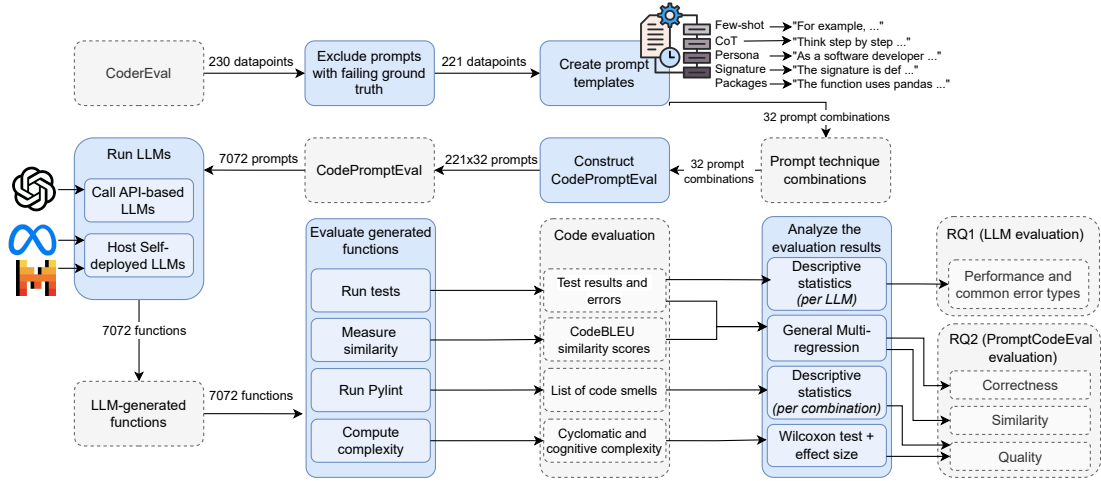 CoderEval
230 datapoints
Exclude prompts
with failing ground
truth
221 datapoints
Create prompt
templates
Few-shot
"For example, ..."
CoT
"Think step by step ..."
Persona
"As a software developer ..."
Signature
"The signature is def ..."
Packages
"The function uses pandas ..."
32 prompt combinations
Prompt technique
combinations
32 prompt
combinations
Construct
CodePromptEval
221x32 prompts
CodePromptEval
7072 prompts
Run LLMs
Call API-based
LLMs
Host Self-
deployed LLMs
7072 functions
LLM-generated
functions
7072 functions
Evaluate generated
functions
Run tests
Measure
similarity
Run Pylint
Compute
complexity
Code evaluation
Test results and
errors
CodeBLEU
similarity scores
List of code smells
Cyclomatic and
cognitive complexity
Analyze the
evaluation results
Descriptive
statistics
(per LLM)
General Multi-
regression
Descriptive
statistics
(per combination)
Wilcoxon test +
effect size
RQ1 (LLM evaluation)
Performance and
common error types
RQ2 (PromptCodeEval
evaluation)
Correctness
Similarity
Quality